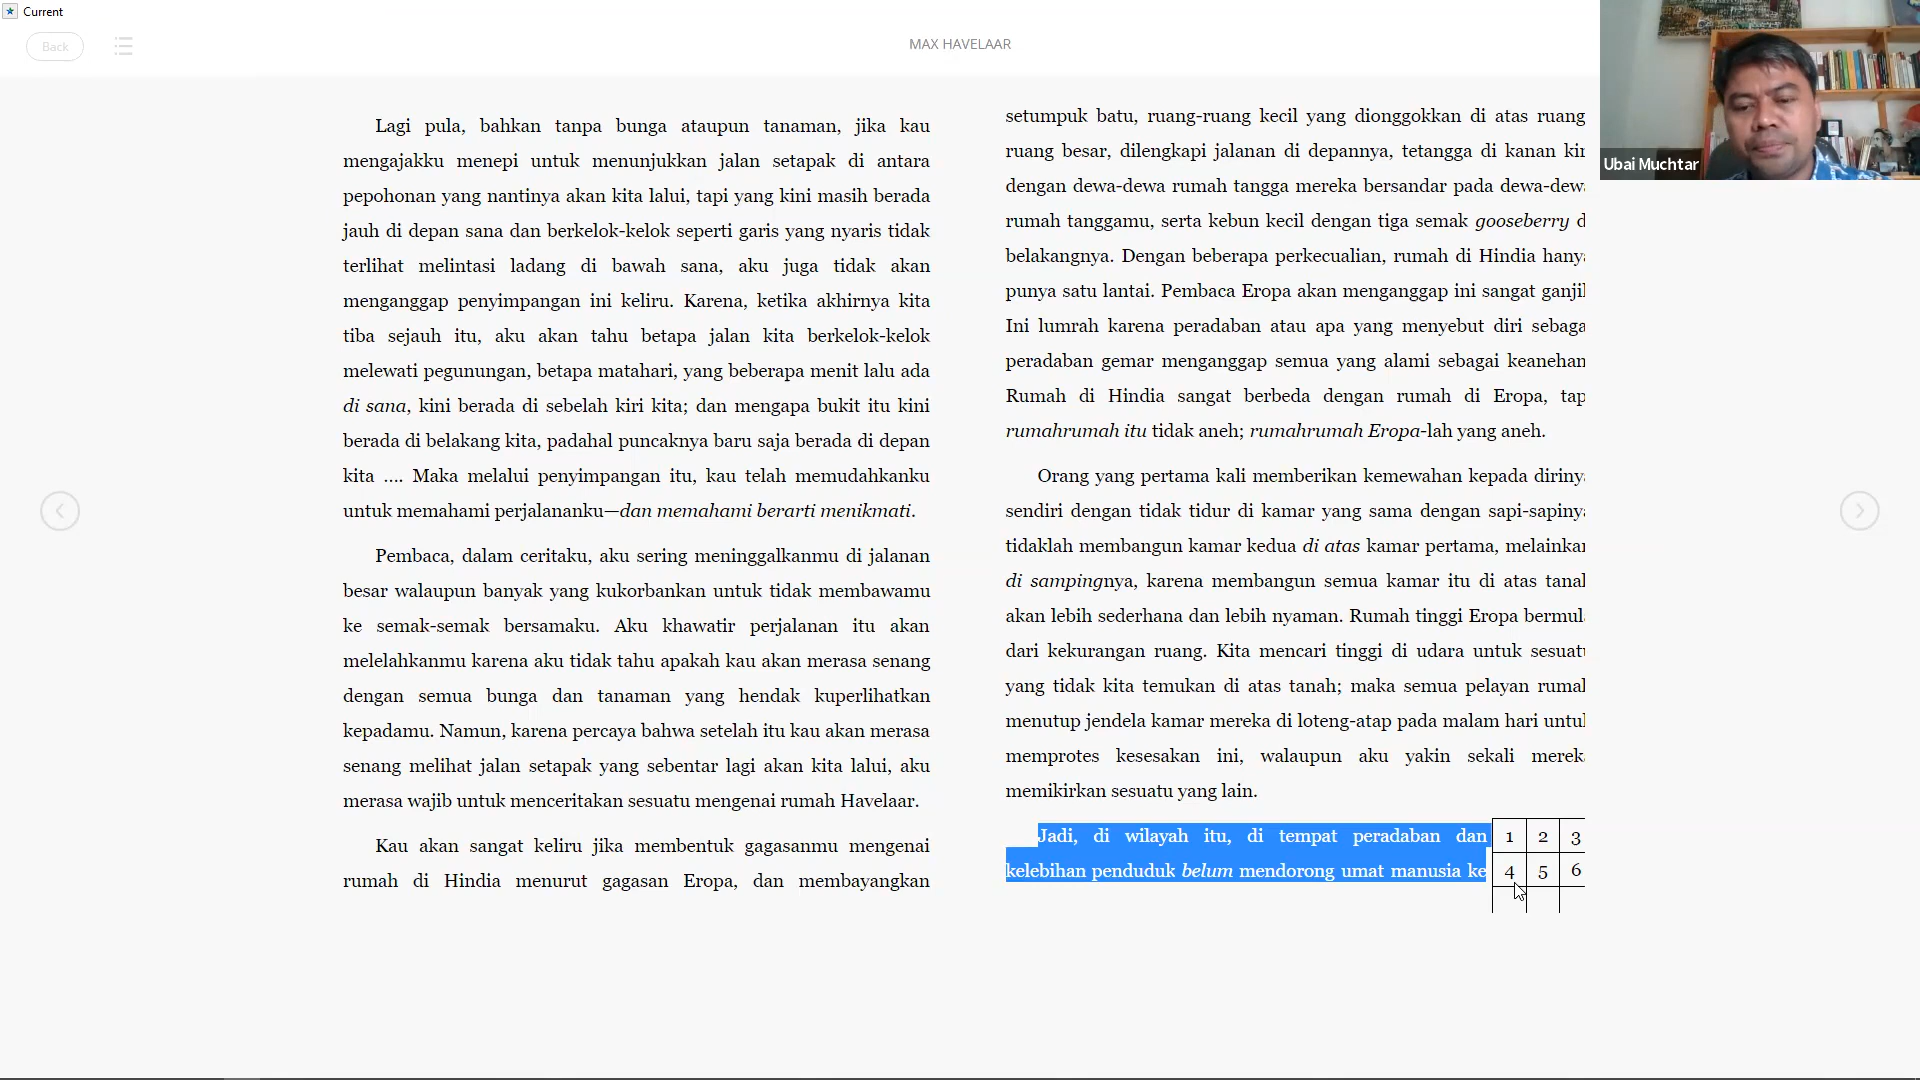 Current
Back
MAX HAVELAAR
Ubai Muchtar
Lagi pula, bahkan tanpa bunga ataupun tanaman, jika kau
mengajakku menepi untuk menunjukkan jalan setapak di antara
pepohonan yang nantinya akan kita lalui, tapi yang kini masih berada
jauh di depan sana dan berkelok-kelok seperti garis yang nyaris tidak
terlihat melintasi ladang di bawah sana, aku juga tidak akan
menganggap penyimpangan ini keliru. Karena, ketika akhirnya kita
tiba sejauh itu, aku akan tahu betapa jalan kita berkelok-kelok
melewati pegunungan, betapa matahari, yang beberapa menit lalu ada
di sana, kini berada di sebelah kiri kita; dan mengapa bukit itu kini
berada di belakang kita, padahal puncaknya baru saja berada di depan
kita .... Maka melalui penyimpangan itu, kau telah memudahkanku
untuk memahami perjalananku—dan memahami berarti menikmati.
Pembaca, dalam ceritaku, aku sering meninggalkanmu di jalanan
besar walaupun banyak yang kukorbankan untuk tidak membawamu
ke semak-semak bersamaku. Aku khawatir perjalanan itu akan
melelahkanmu karena aku tidak tahu apakah kau akan merasa senang
dengan semua bunga dan tanaman yang hendak kuperlihatkan
kepadamu. Namun, karena percaya bahwa setelah itu kau akan merasa
senang melihat jalan setapak yang sebentar lagi akan kita lalui, aku
merasa wajib untuk menceritakan sesuatu mengenai rumah Havelaar.
Kau akan sangat keliru jika membentuk gagasanmu mengenai
rumah di Hindia menurut gagasan Eropa, dan membayangkan
setumpuk batu, ruang-ruang kecil yang dionggokkan di atas ruang
ruang besar, dilengkapi jalanan di depannya, tetangga di kanan kir
dengan dewa-dewa rumah tangga mereka bersandar pada dewa-dewa
rumah tanggamu, serta kebun kecil dengan tiga semak gooseberry d
belakangnya. Dengan beberapa perkecualian, rumah di Hindia hanya
punya satu lantai. Pembaca Eropa akan menganggap ini sangat ganjil
Ini lumrah karena peradaban atau apa yang menyebut diri sebaga
peradaban gemar menganggap semua yang alami sebagai keanehan
Rumah di Hindia sangat berbeda dengan rumah di Eropa, tap
rumahrumah itu tidak aneh; rumahrumah Eropa-lah yang aneh.
Orang yang pertama kali memberikan kemewahan kepada dirinya
sendiri dengan tidak tidur di kamar yang sama dengan sapi-sapinya
tidaklah membangun kamar kedua di atas kamar pertama, melainkan
di sampingnya, karena membangun semua kamar itu di atas tanah
akan lebih sederhana dan lebih nyaman. Rumah tinggi Eropa bermula
dari kekurangan ruang. Kita mencari tinggi di udara untuk sesuatu
yang tidak kita temukan di atas tanah; maka semua pelayan rumah
menutup jendela kamar mereka di loteng-atap pada malam hari untuk
memprotes kesesakan ini, walaupun aku yakin sekali mereka
memikirkan sesuatu yang lain.
Jadi, di wilayah itu, di tempat peradaban dan
kelebihan penduduk belum mendorong umat manusia ke
1 2 3
4 5 6